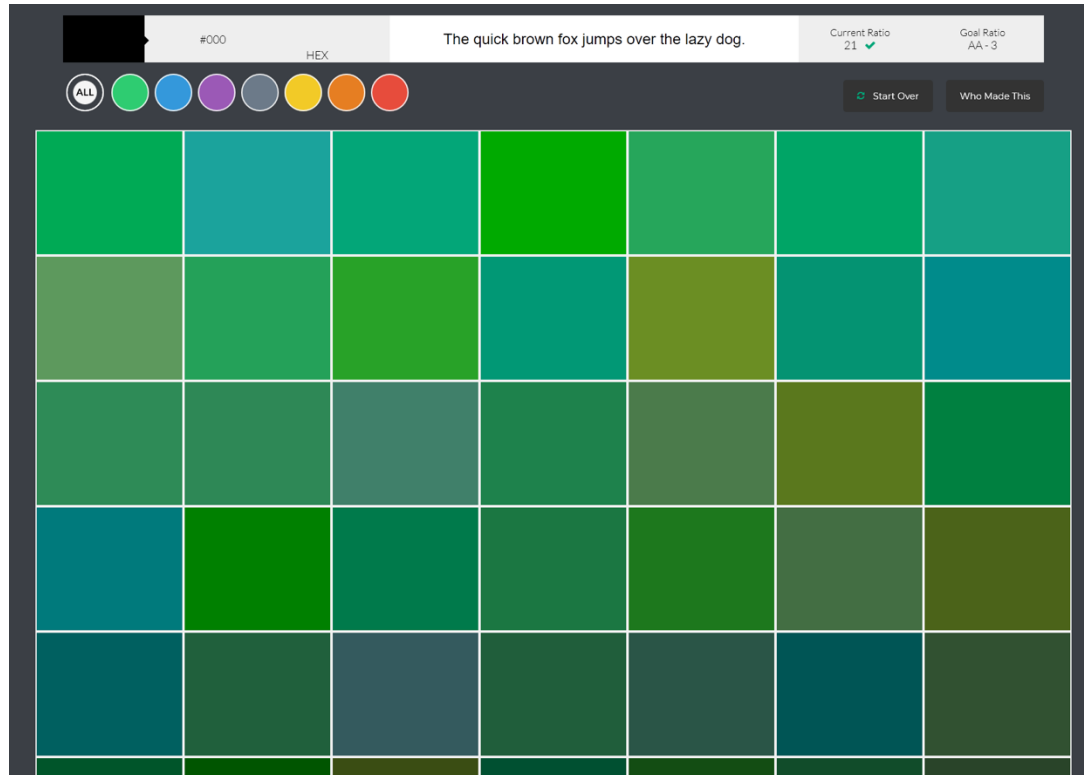 #000
HEX
The quick brown fox jumps over the lazy dog.
Current Ratio
21
Goal Ratio
AA - 3
ALL
Start Over
Who Made This